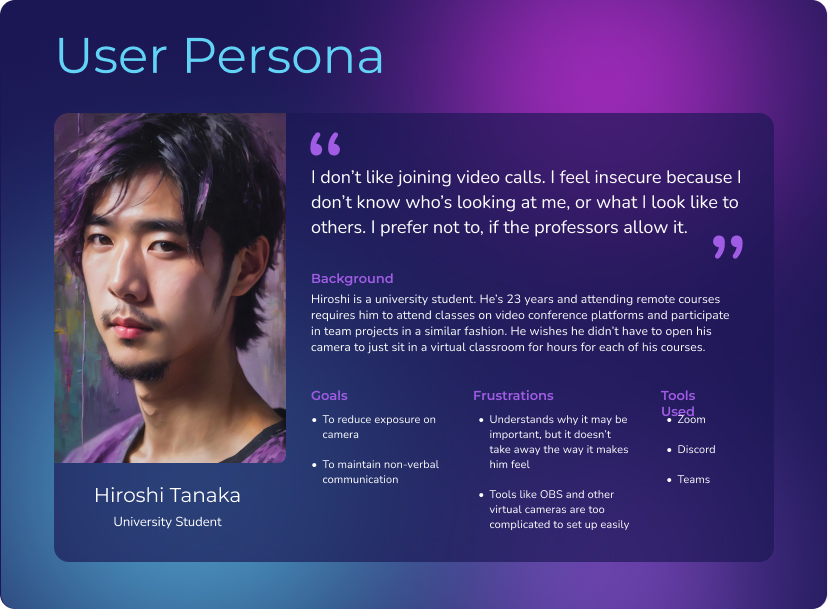 User Persona
“
I don’t like joining video calls. I feel insecure because I
don’t know who’s looking at me, or what I look like to
others. I prefer not to, if the professors allow it.
”
Background
Hiroshi is a university student. He’s 23 years and attending remote courses
requires him to attend classes on video conference platforms and participate
in team projects in a similar fashion. He wishes he didn’t have to open his
camera to just sit in a virtual classroom for hours for each of his courses.
Goals
• To reduce exposure on
camera
• To maintain non-verbal
communication
Frustrations
• Understands why it may be
important, but it doesn’t
take away the way it makes
him feel
• Tools like OBS and other
virtual cameras are too
complicated to set up easily
Tools
Used
• Zoom
• Discord
• Teams
Hiroshi Tanaka
University Student